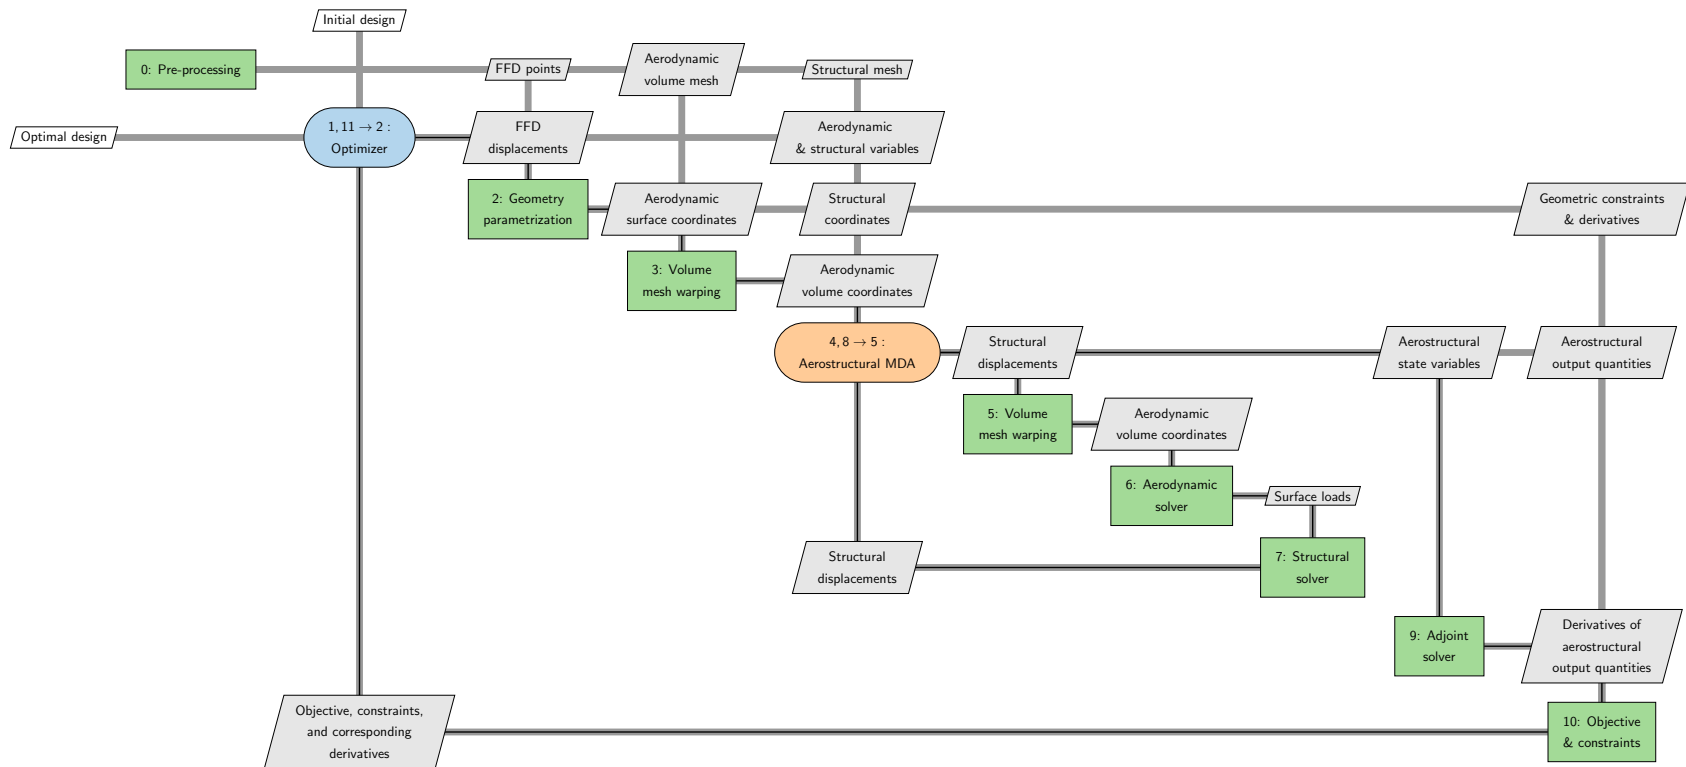 Initial design
0: Pre-processing
FFD points
Aerodynamic
volume mesh
Structural mesh
Optimal design
1, 11 → 2 :
Optimizer
FFD
displacements
Aerodynamic
& structural variables
2: Geometry
parametrization
Aerodynamic
surface coordinates
Structural
coordinates
Geometric constraints
& derivatives
3: Volume
mesh warping
Aerodynamic
volume coordinates
4, 8 → 5 :
Aerostructural MDA
Structural
displacements
Aerostructural
state variables
Aerostructural
output quantities
5: Volume
mesh warping
Aerodynamic
volume coordinates
6: Aerodynamic
solver
Surface loads
Structural
displacements
7: Structural
solver
9: Adjoint
solver
Derivatives of
aerostructural
output quantities
Objective, constraints,
and corresponding
derivatives
10: Objective
& constraints